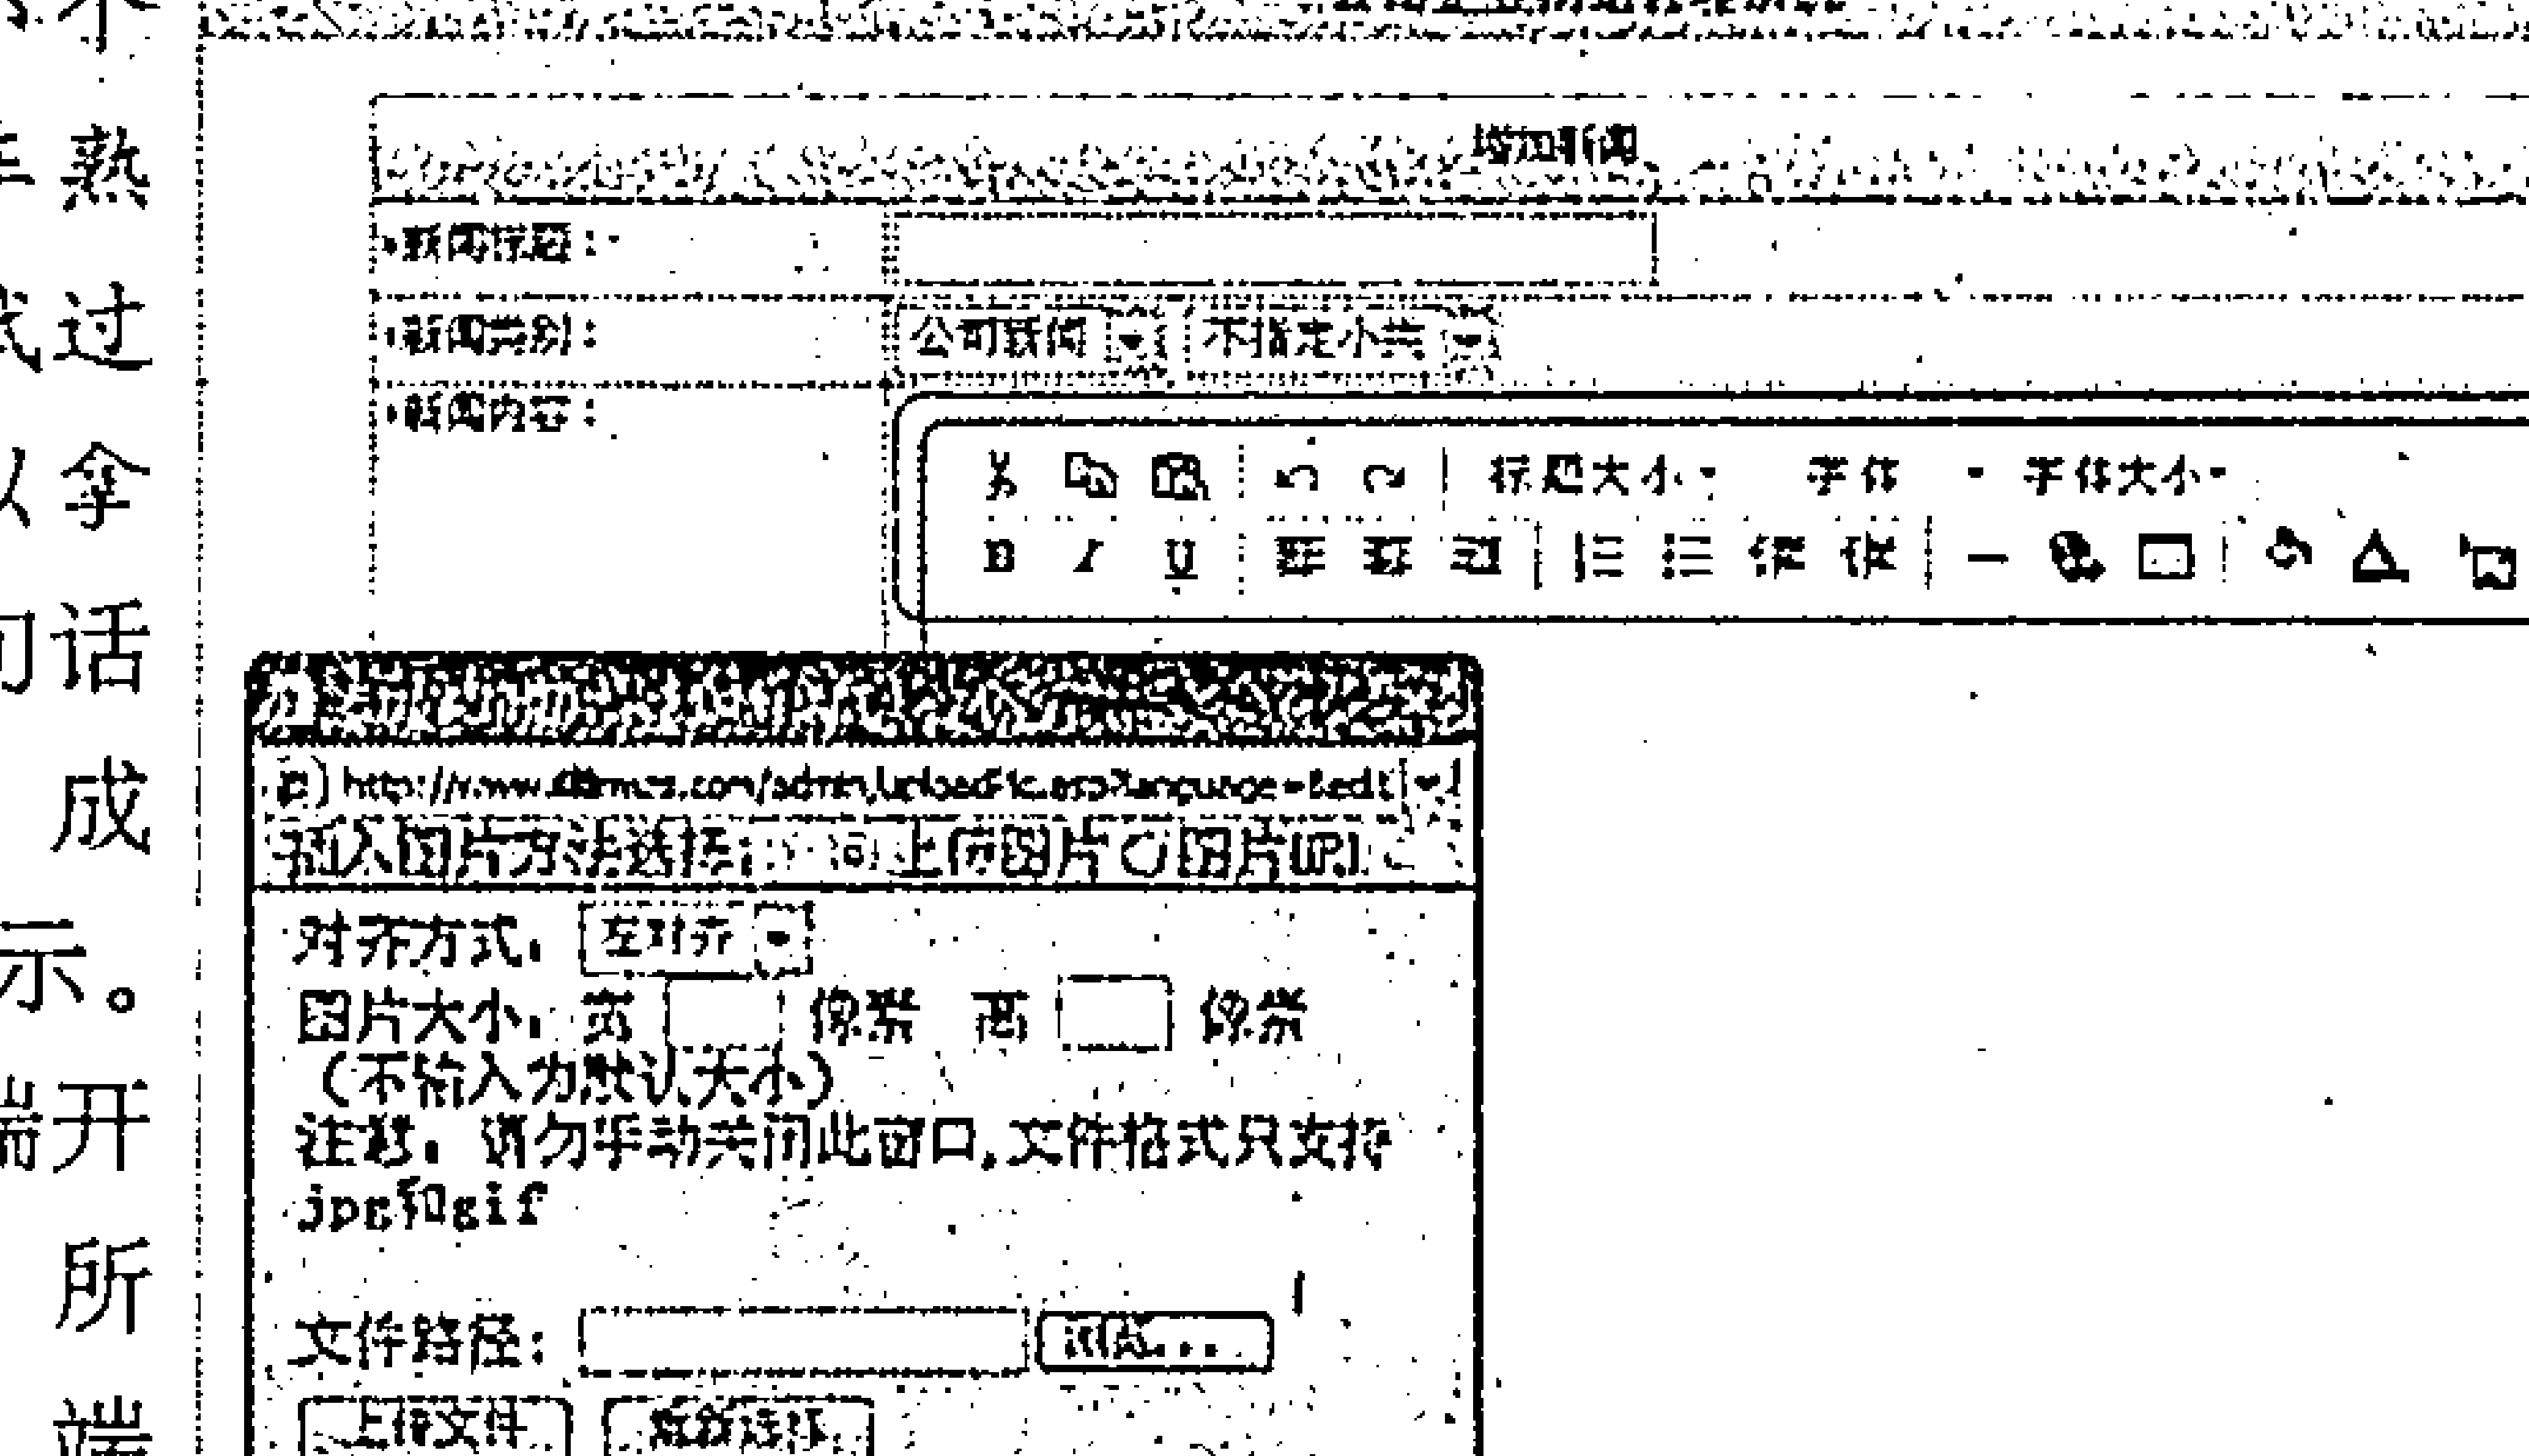 熟
过
拿
话
成
示。
端开
所
端
增加新闻
·新闻标题：
·新闻类别： 公司新闻 不指定小类
·新闻内容：
标题大小 字体 字体大小
B I U
插入图片方法选择： 上传图片 图片URL
对齐方式： 左对齐
图片大小： 宽 像素 高 像素
（不输入为默认大小）
注意：请勿手动关闭此窗口，文件格式只支持
jpg和gif
文件路径： 浏览...
上传文件